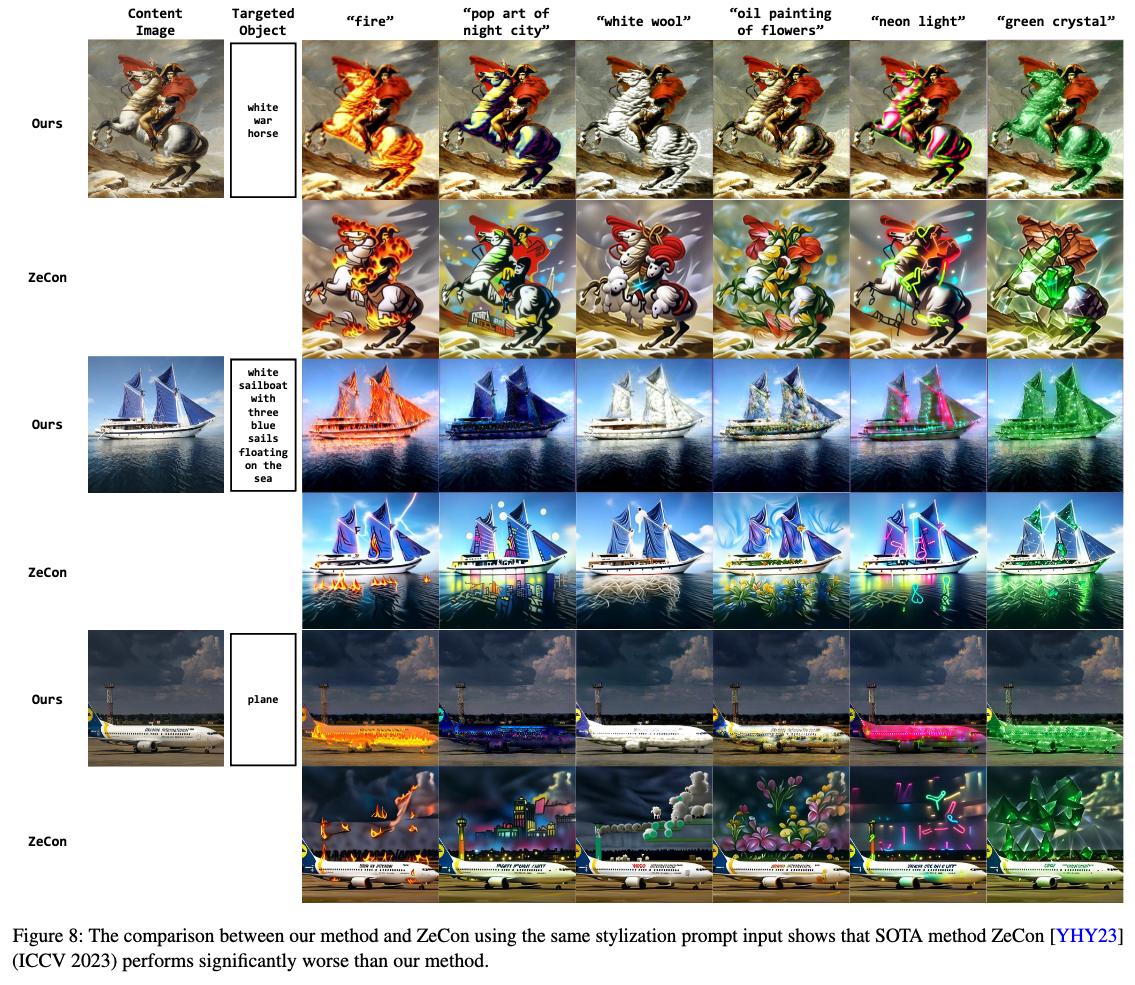 Content Image
Targeted Object
“fire”
“pop art of night city”
“white wool”
“oil painting of flowers”
“neon light”
“green crystal”
Ours
white
war
horse
ZeCon
Ours
white
sailboat
with
three
blue
sails
floating
on the
sea
ZeCon
Ours
plane
ZeCon
Figure 8: The comparison between our method and ZeCon using the same stylization prompt input shows that SOTA method ZeCon [YHY23]
(ICCV 2023) performs significantly worse than our method.